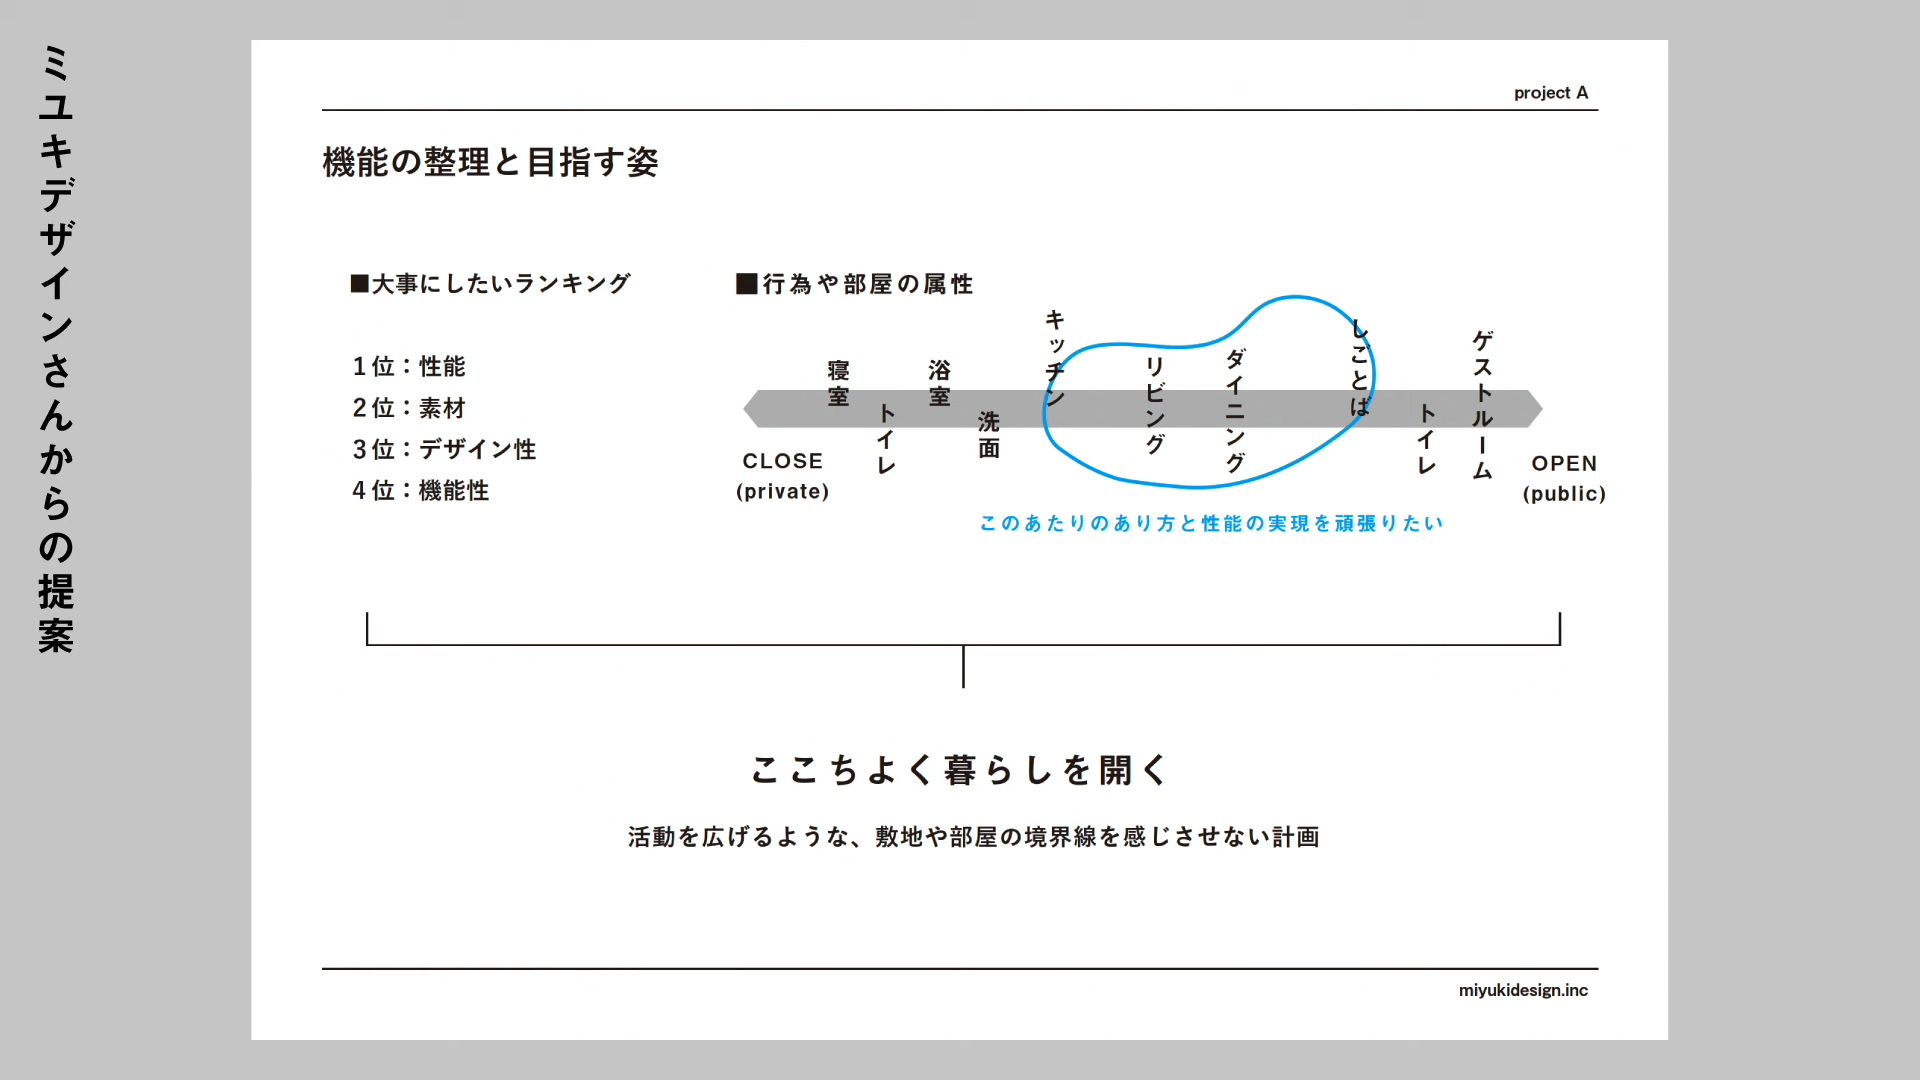 ミユキデザインさんからの提案
project A
機能の整理と目指す姿
■大事にしたいランキング
1位：性能
2位：素材
3位：デザイン性
4位：機能性
■行為や部屋の属性
寝室
トイレ
浴室
洗面
キッチン
リビング
ダイニング
しごとば
トイレ
ゲストルーム
CLOSE
(private)
OPEN
(public)
このあたりのあり方と性能の実現を頑張りたい
ここちよく暮らしを開く
活動を広げるような、敷地や部屋の境界線を感じさせない計画
miyukidesign.inc